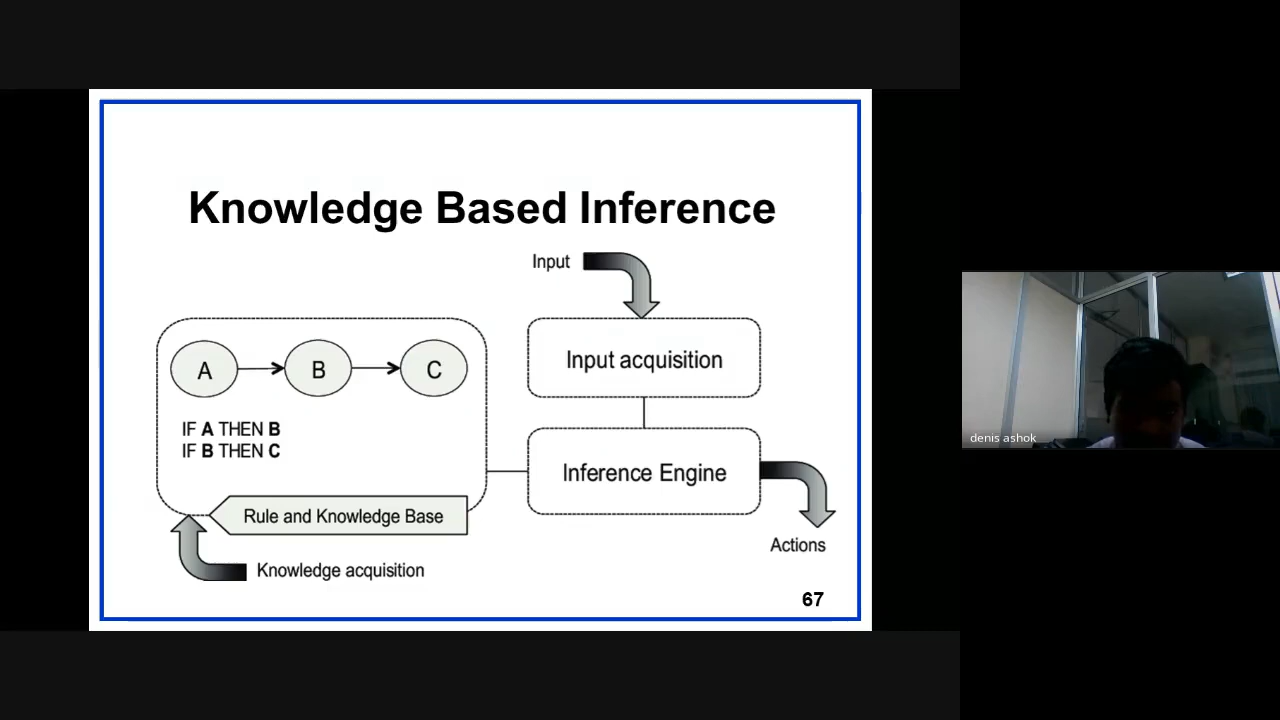 Knowledge Based Inference
Input
A
B
C
Input acquisition
IF A THEN B
IF B THEN C
Inference Engine
Rule and Knowledge Base
Actions
Knowledge acquisition
67
denis ashok